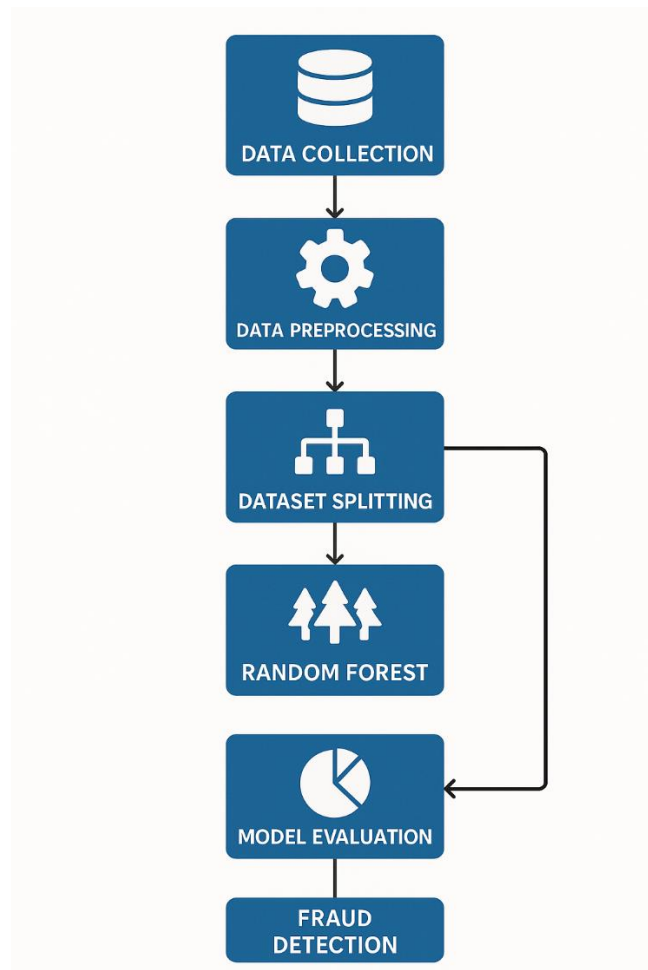 DATA COLLECTION
DATA PREPROCESSING
DATASET SPLITTING
RANDOM FOREST
MODEL EVALUATION
FRAUD
DETECTION